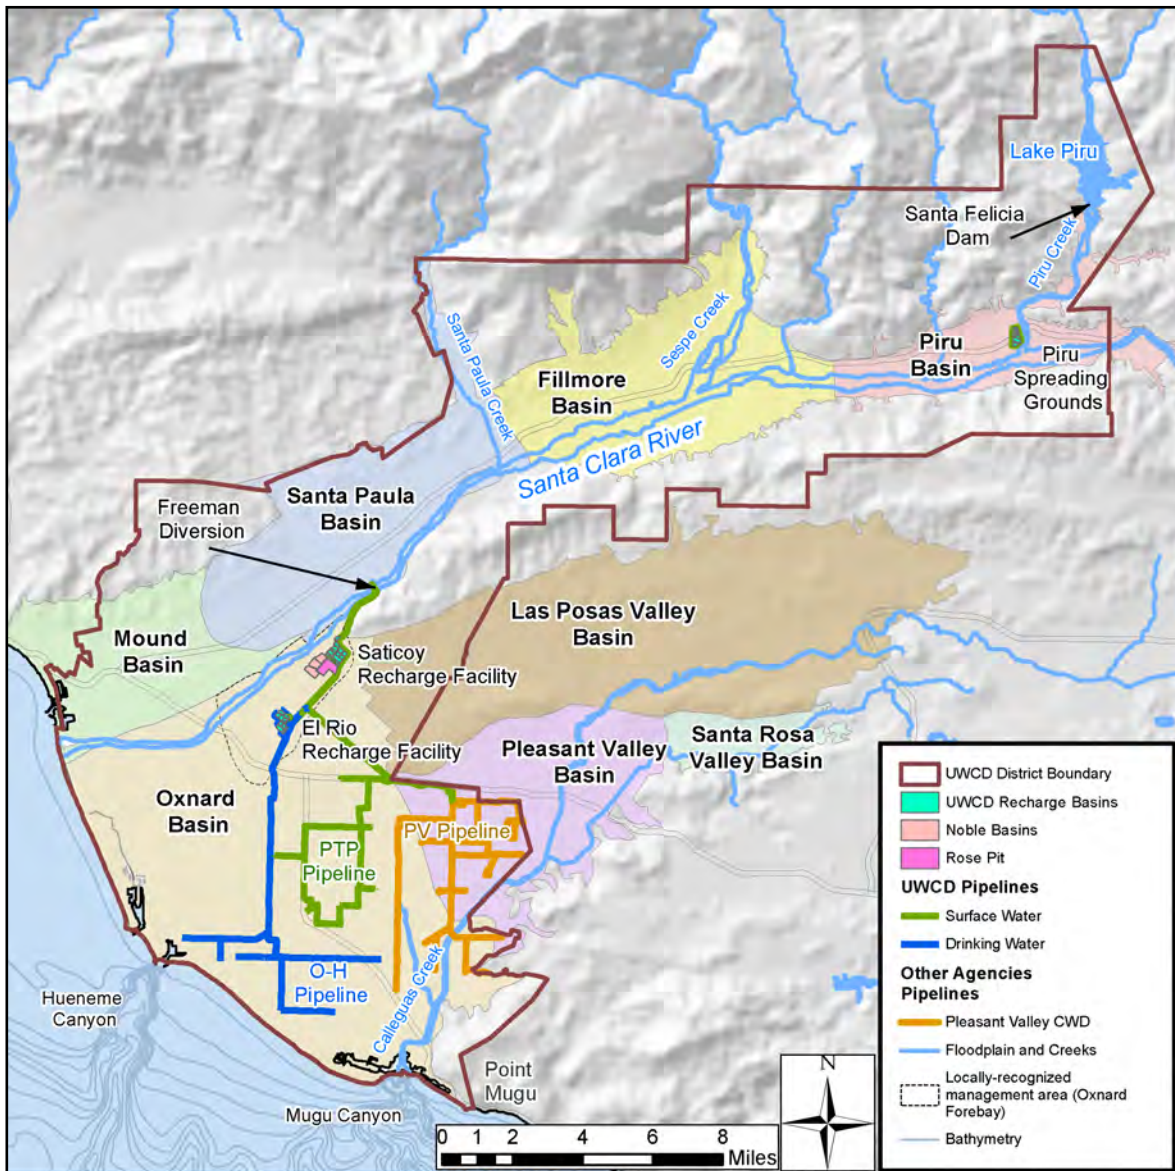 Lake Piru
Santa Felicia
Dam
Piru Creek
Santa Paula Creek
Sespe Creek
Piru
Basin
Piru
Spreading
Grounds
Fillmore
Basin
Santa Clara River
Santa Paula
Basin
Freeman
Diversion
Las Posas Valley
Basin
Mound
Basin
Saticoy
Recharge Facility
El Rio
Recharge Facility
Pleasant Valley
Basin
Santa Rosa
Valley Basin
Oxnard
Basin
PV Pipeline
PTP
Pipeline
O-H
Pipeline
Calleguas Creek
Hueneme
Canyon
Mugu Canyon
Point
Mugu
UWCD District Boundary
UWCD Recharge Basins
Noble Basins
Rose Pit
UWCD Pipelines
Surface Water
Drinking Water
Other Agencies
Pipelines
Pleasant Valley CWD
Floodplain and Creeks
Locally-recognized
management area (Oxnard
Forebay)
Bathymetry
N
0 1 2 4 6 8
Miles